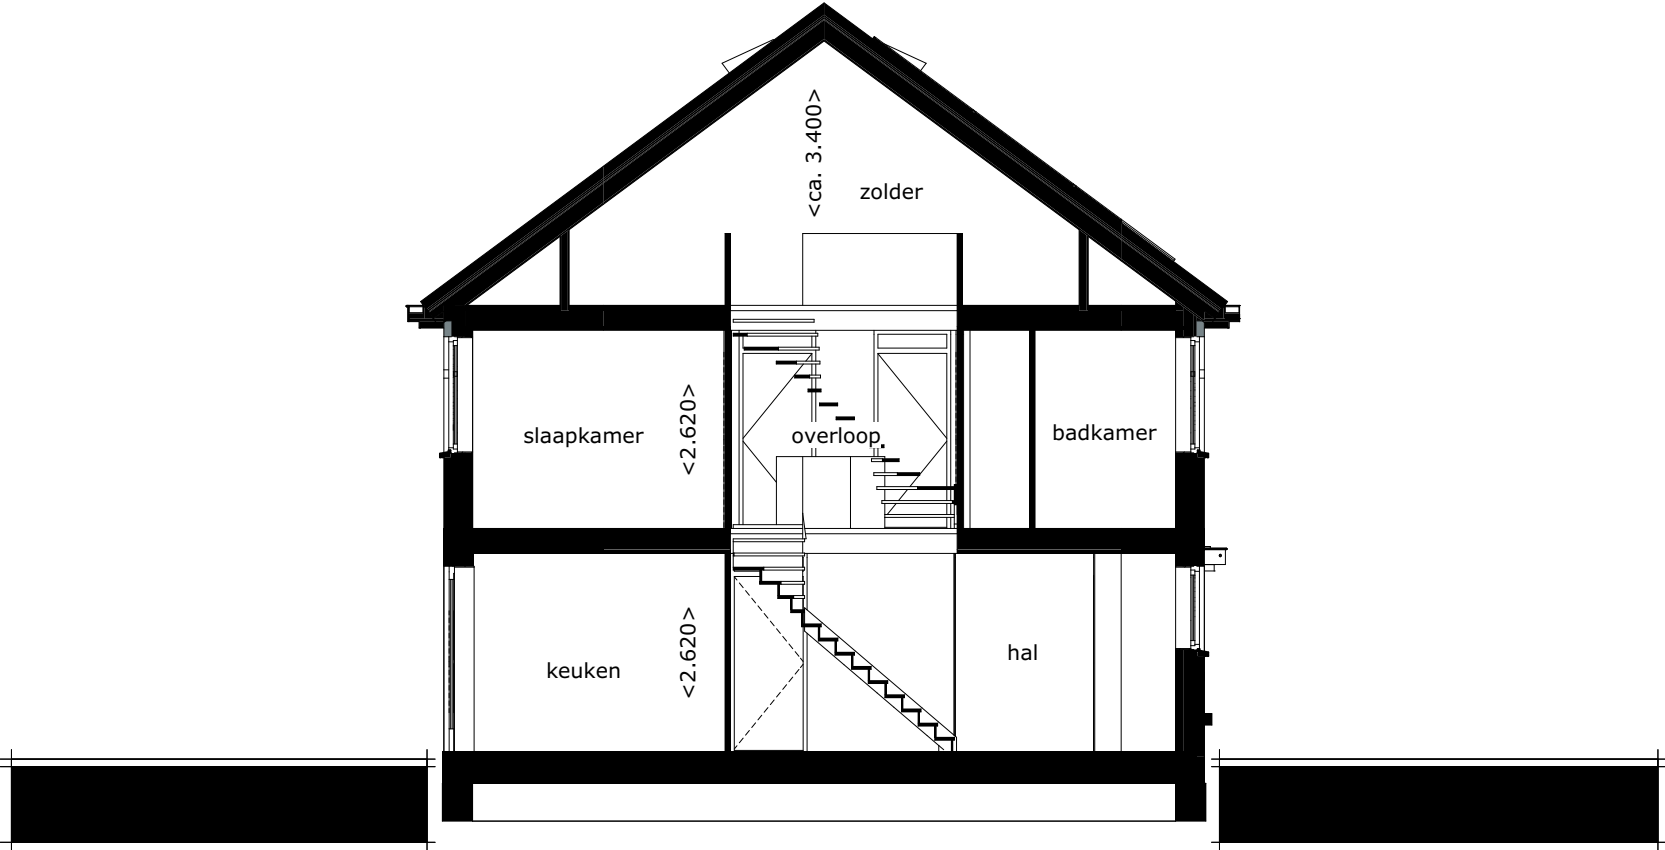 <ca. 3.400>
zolder
slaapkamer
<2.620>
overloop
badkamer
keuken
<2.620>
hal